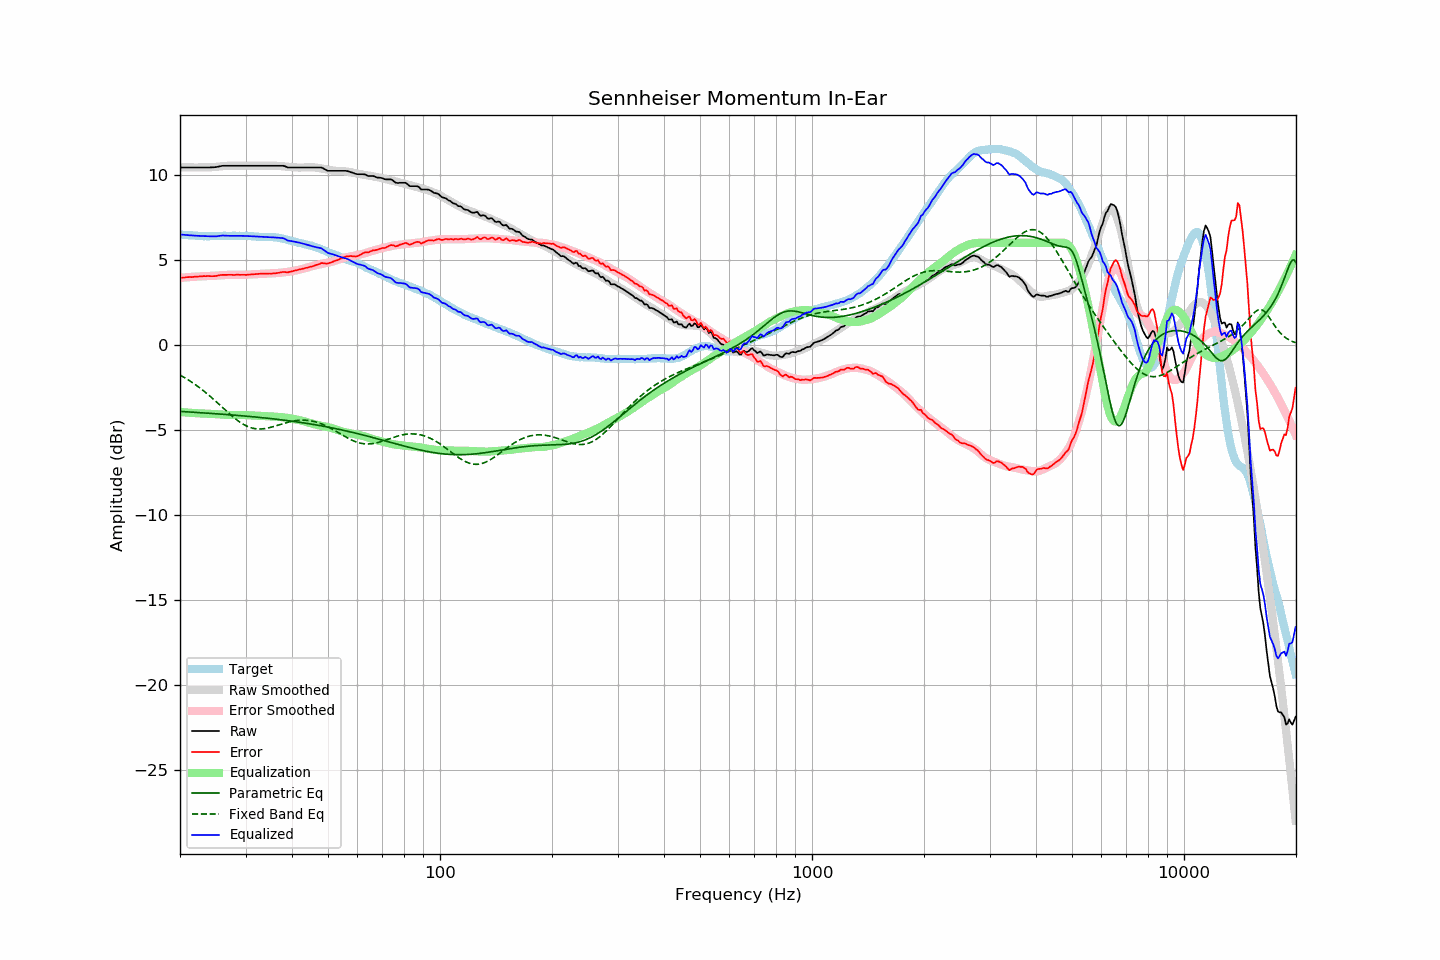 Sennheiser Momentum In-Ear
Amplitude (dBr)
10
5
0
−5
−10
−15
−20
−25
Target
Raw Smoothed
Error Smoothed
Raw
Error
Equalization
Parametric Eq
Fixed Band Eq
Equalized
100
1000
10000
Frequency (Hz)